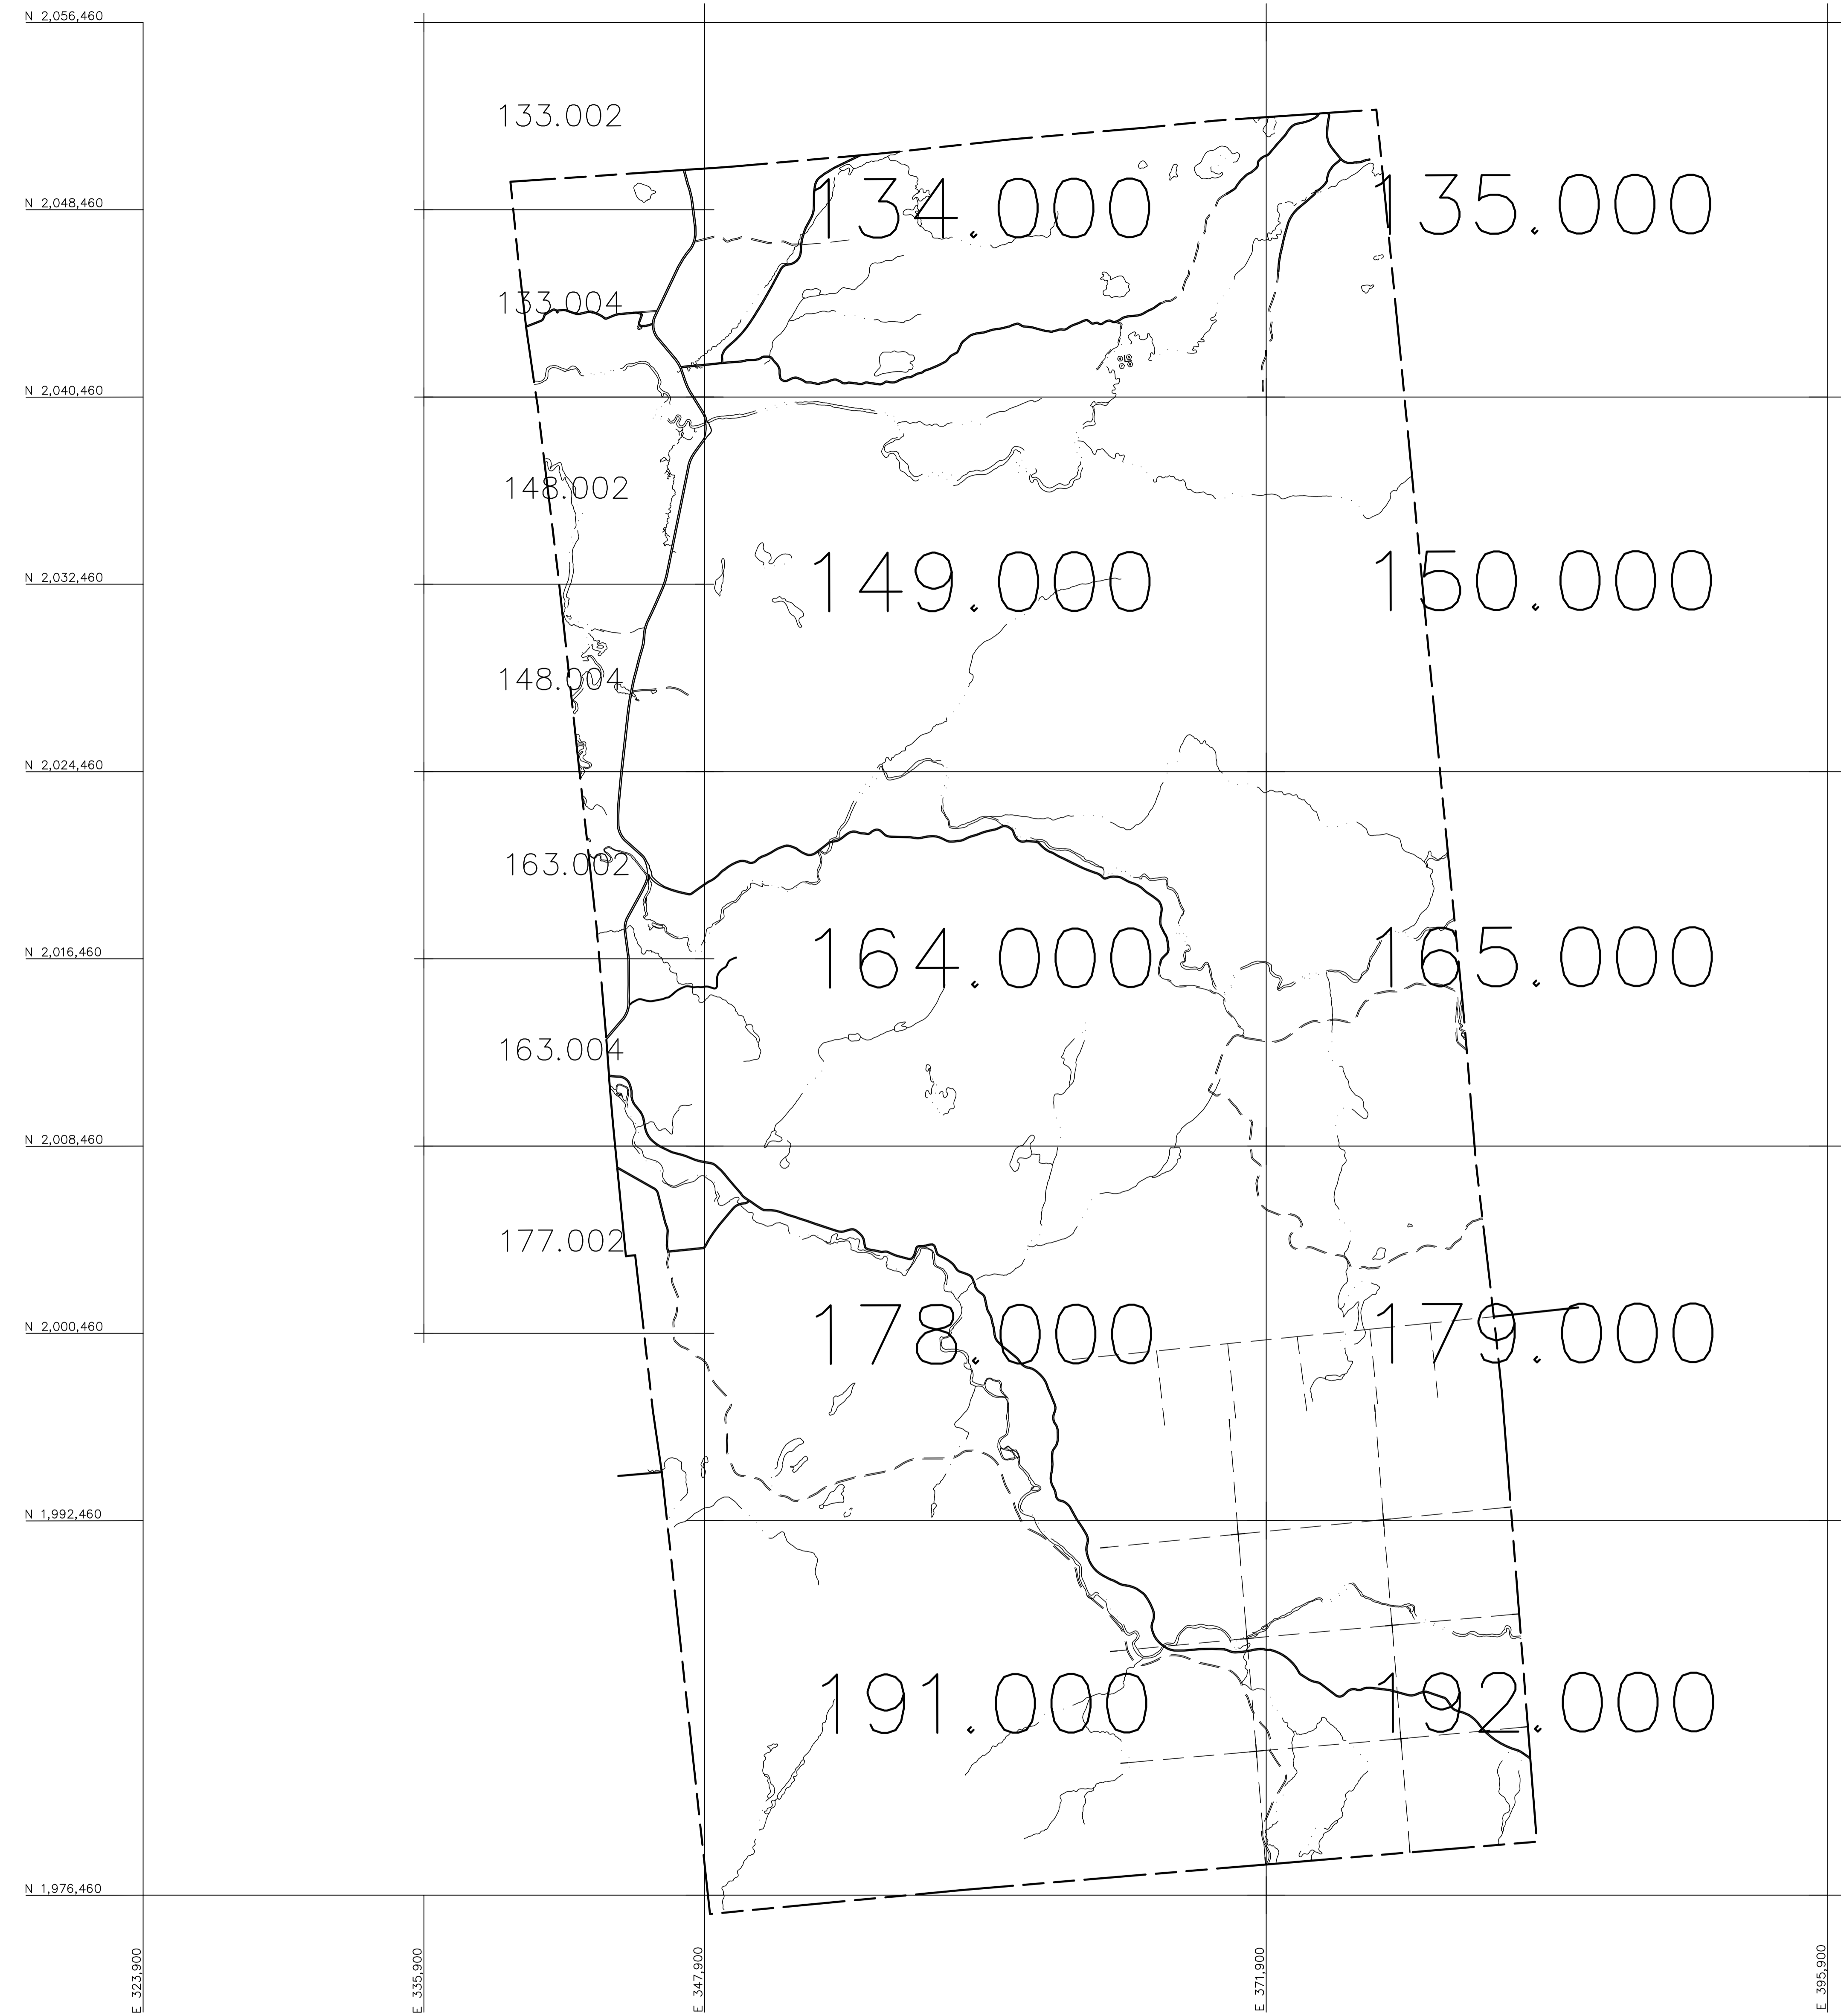 N 2,056,460
133.002
N 2,048,460
134.000
135.000
133.004
N 2,040,460
148.002
N 2,032,460
149.000
150.000
148.004
N 2,024,460
163.002
N 2,016,460
164.000
165.000
163.004
N 2,008,460
177.002
N 2,000,460
178.000
179.000
N 1,992,460
191.000
192.000
N 1,976,460
E 323,900
E 335,900
E 347,900
E 371,900
E 395,900